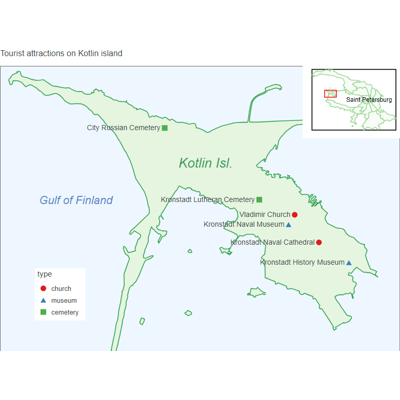 Tourist attractions on Kotlin island
Saint Petersburg
City Russian Cemetery
Kotlin Isl.
Gulf of Finland
Kronstadt Lutheran Cemetery
Vladimir Church
Kronstadt Naval Museum
Kronstadt Naval Cathedral
Kronstadt History Museum
type
church
museum
cemetery